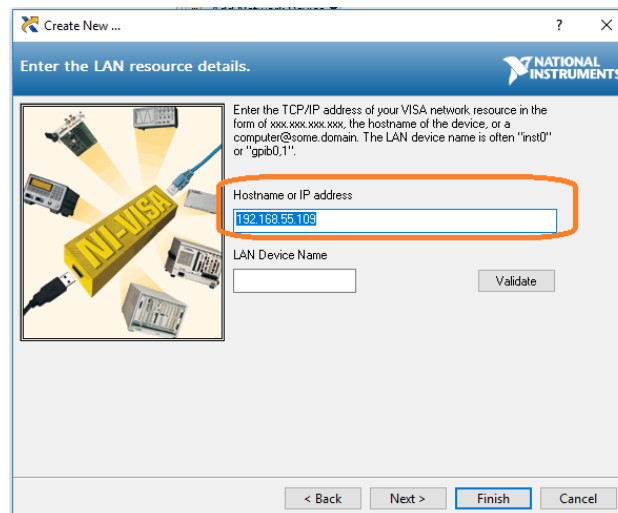 Create New ...
? X
Enter the LAN resource details.
NATIONAL
INSTRUMENTS
Enter the TCP/IP address of your VISA network resource in the
form of xxx.xxx.xxx.xxx, the hostname of the device, or a
computer@some.domain. The LAN device name is often "inst0"
or "gpib0,1".
Hostname or IP address
192.168.55.109
LAN Device Name
Validate
NI-VISA
< Back Next > Finish Cancel